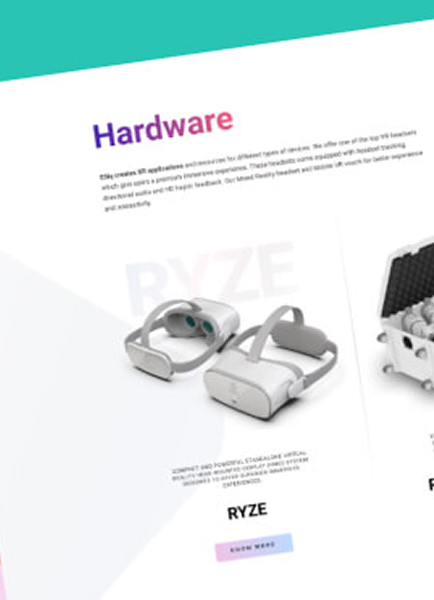 Hardware
creates XR applications and resources for different types of devices. We offer one of the top VR headsets
which give users a premium immersive experience. These headsets come equipped with headset tracking,
directional audio and HD haptic feedback. Our Mixed Reality headset and Mobile VR vouch for better experience
and interactivity.
RYZE
COMPACT AND POWERFUL STANDALONE VIRTUAL
REALITY HEAD MOUNTED DISPLAY (HMD) SYSTEM
DESIGNED TO OFFER SUPERIOR IMMERSIVE
EXPERIENCES
RYZE
KNOW MORE